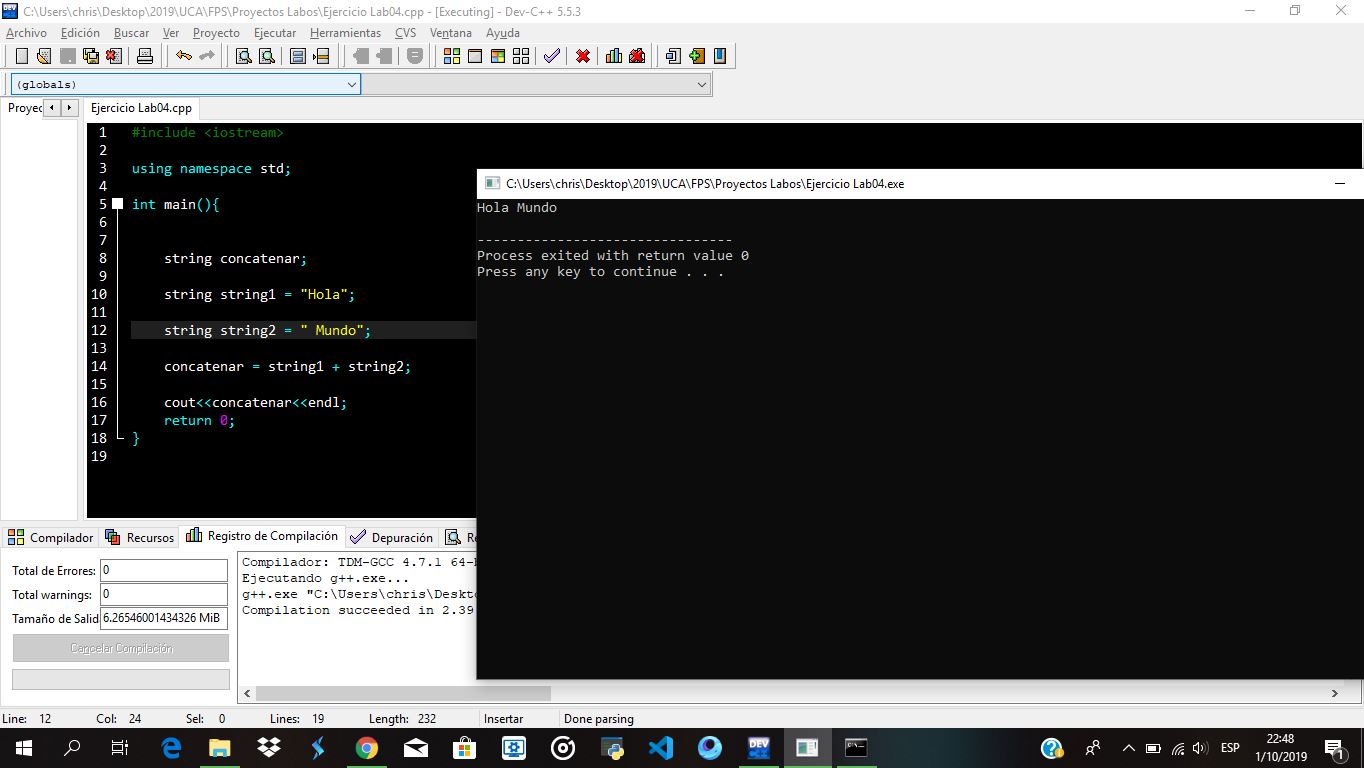 C:\Users\chris\Desktop\2019\UCA\FPS\Proyectos Labos\Ejercicio Lab04.cpp - [Executing] - Dev-C++ 5.5.3
Archivo Edición Buscar Ver Proyecto Ejecutar Herramientas CVS Ventana Ayuda
(globals)
Proyec Ejercicio Lab04.cpp
1 #include <iostream>
2
3 using namespace std;
4
5 int main(){
6
7
8 string concatenar;
9
10 string string1 = "Hola";
11
12 string string2 = " Mundo";
13
14 concatenar = string1 + string2;
15
16 cout<<concatenar<<endl;
17 return 0;
18 }
19
C:\Users\chris\Desktop\2019\UCA\FPS\Proyectos Labos\Ejercicio Lab04.exe
Hola Mundo
--------------------------------
Process exited with return value 0
Press any key to continue . . .
Compilador Recursos Registro de Compilación Depuración Re
Total de Errores: 0
Total warnings: 0
Tamaño de Salid 6.26546001434326 MiB
Cancelar Compilación
Compilador: TDM-GCC 4.7.1 64-
Ejecutando g++.exe...
g++.exe "C:\Users\chris\Deskto
Compilation succeeded in 2.39
Line: 12 Col: 24 Sel: 0 Lines: 19 Length: 232 Insertar Done parsing
DEV C++
ESP
22:48
1/10/2019
1